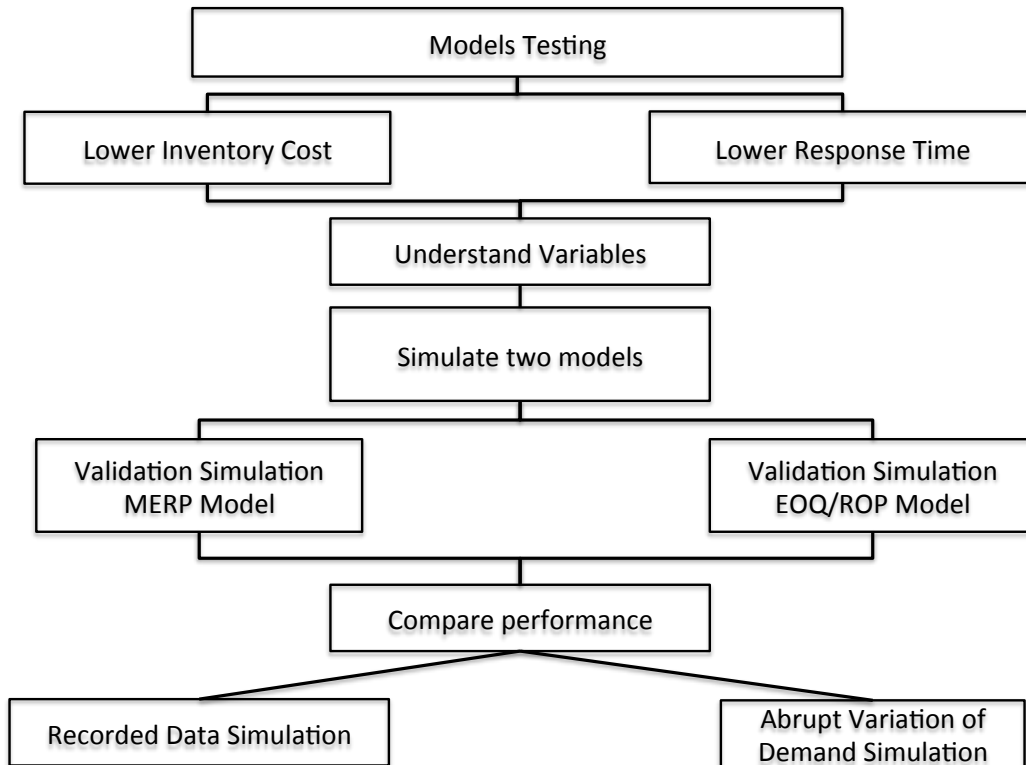 Models Testing
Lower Inventory Cost
Lower Response Time
Understand Variables
Simulate two models
Validation Simulation
MERP Model
Validation Simulation
EOQ/ROP Model
Compare performance
Recorded Data Simulation
Abrupt Variation of
Demand Simulation